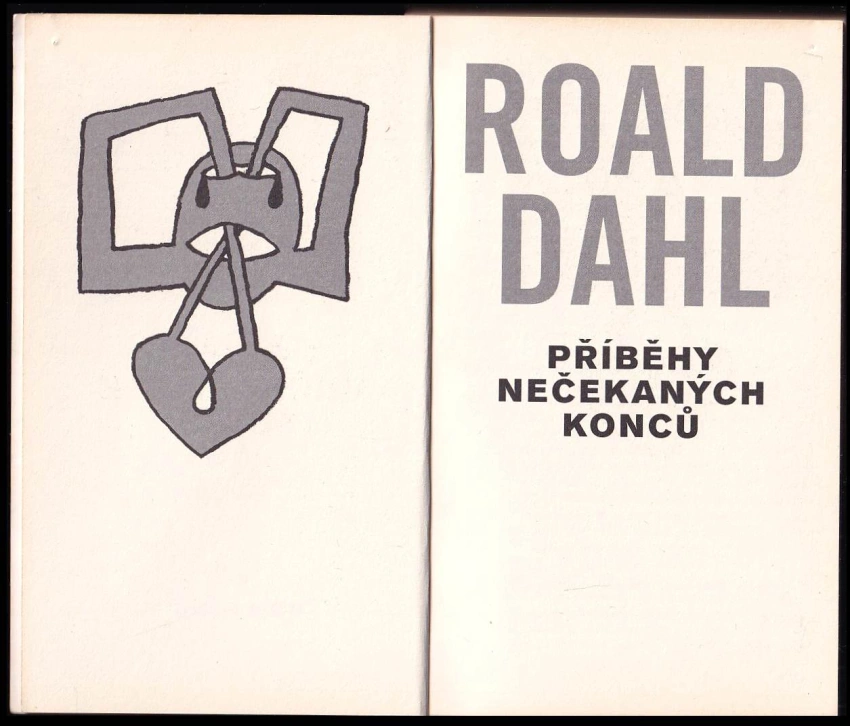 ROALD
DAHL
PŘÍBĚHY
NEČEKANÝCH
KONCŮ